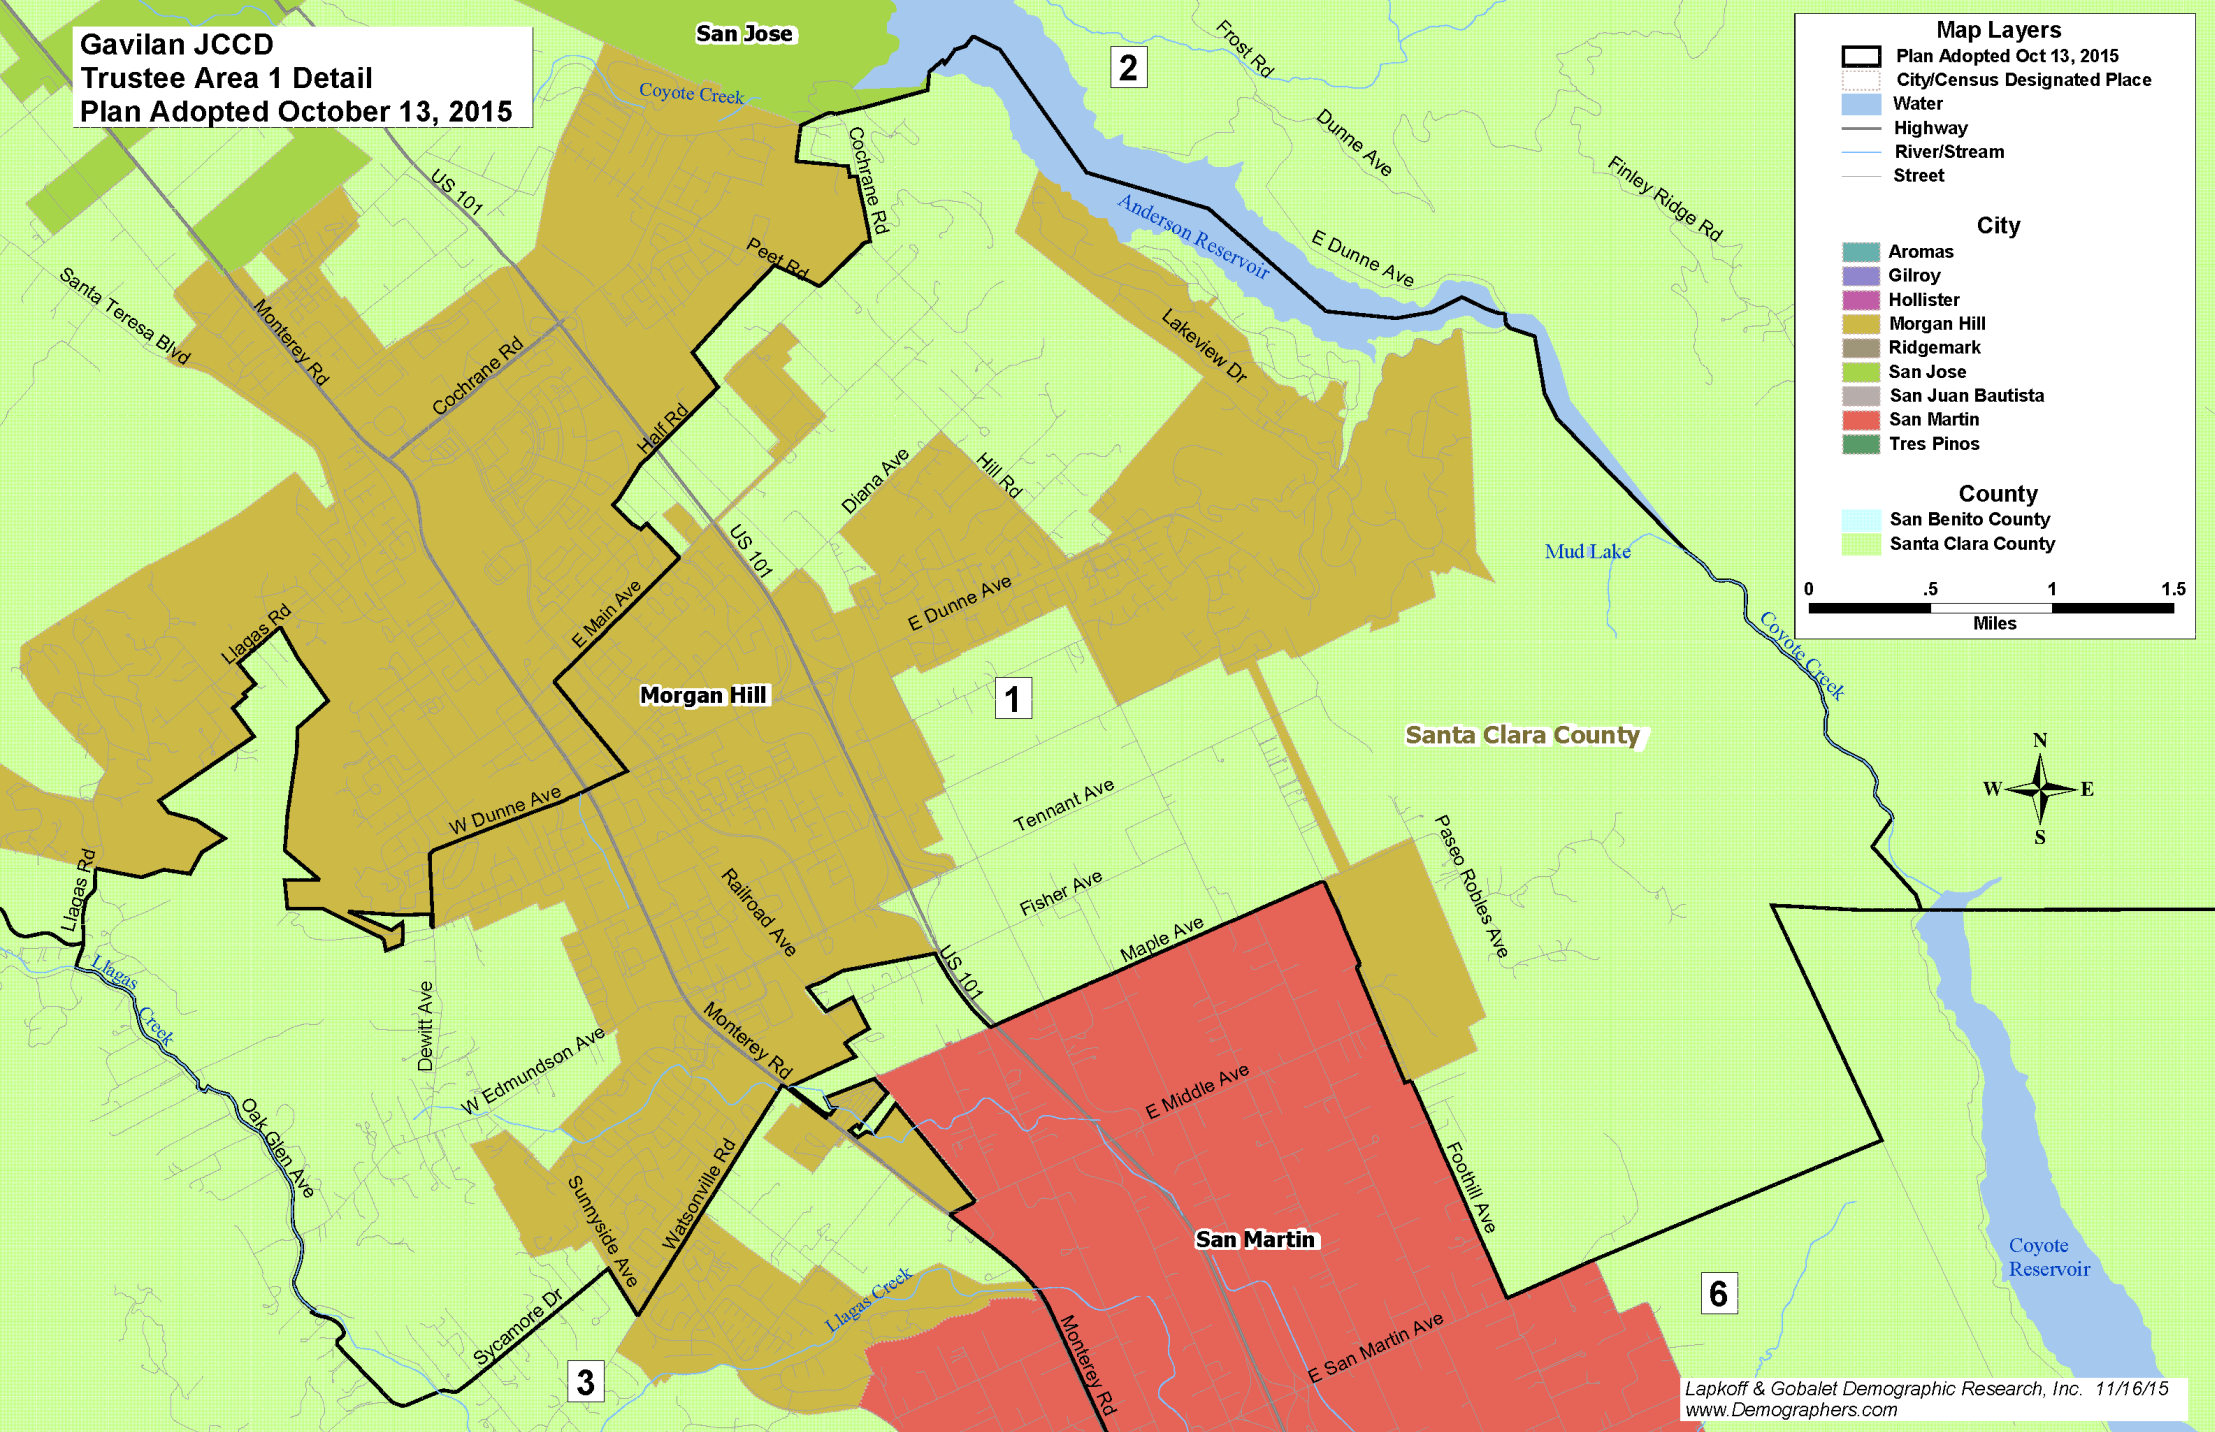 Gavilan JCCD
Trustee Area 1 Detail
Plan Adopted October 13, 2015
San Jose
2
Coyote Creek
Frost Rd
Dunne Ave
Finley Ridge Rd
Cochrane Rd
US 101
Anderson Reservoir
E Dunne Ave
Peet Rd
Santa Teresa Blvd
Monterey Rd
Cochrane Rd
Lakeview Dr
Half Rd
Diana Ave
Hill Rd
US 101
Mud Lake
E Main Ave
E Dunne Ave
Llagas Rd
Coyote Creek
Morgan Hill
1
Santa Clara County
W Dunne Ave
Tennant Ave
Paseo Robles Ave
Llagas Rd
Railroad Ave
Fisher Ave
Maple Ave
US 101
Llagas
Creek
Dewitt Ave
W Edmundson Ave
Monterey Rd
E Middle Ave
Oak Glen Ave
Sunnyside Ave
Watsonville Rd
Foothill Ave
San Martin
Coyote
Reservoir
Llagas Creek
6
Sycamore Dr
3
Monterey Rd
E San Martin Ave
Map Layers
Plan Adopted Oct 13, 2015
City/Census Designated Place
Water
Highway
River/Stream
Street
City
Aromas
Gilroy
Hollister
Morgan Hill
Ridgemark
San Jose
San Juan Bautista
San Martin
Tres Pinos
County
San Benito County
Santa Clara County
0 .5 1 1.5
Miles
N
W E
S
Lapkoff & Gobalet Demographic Research, Inc. 11/16/15
www.Demographers.com